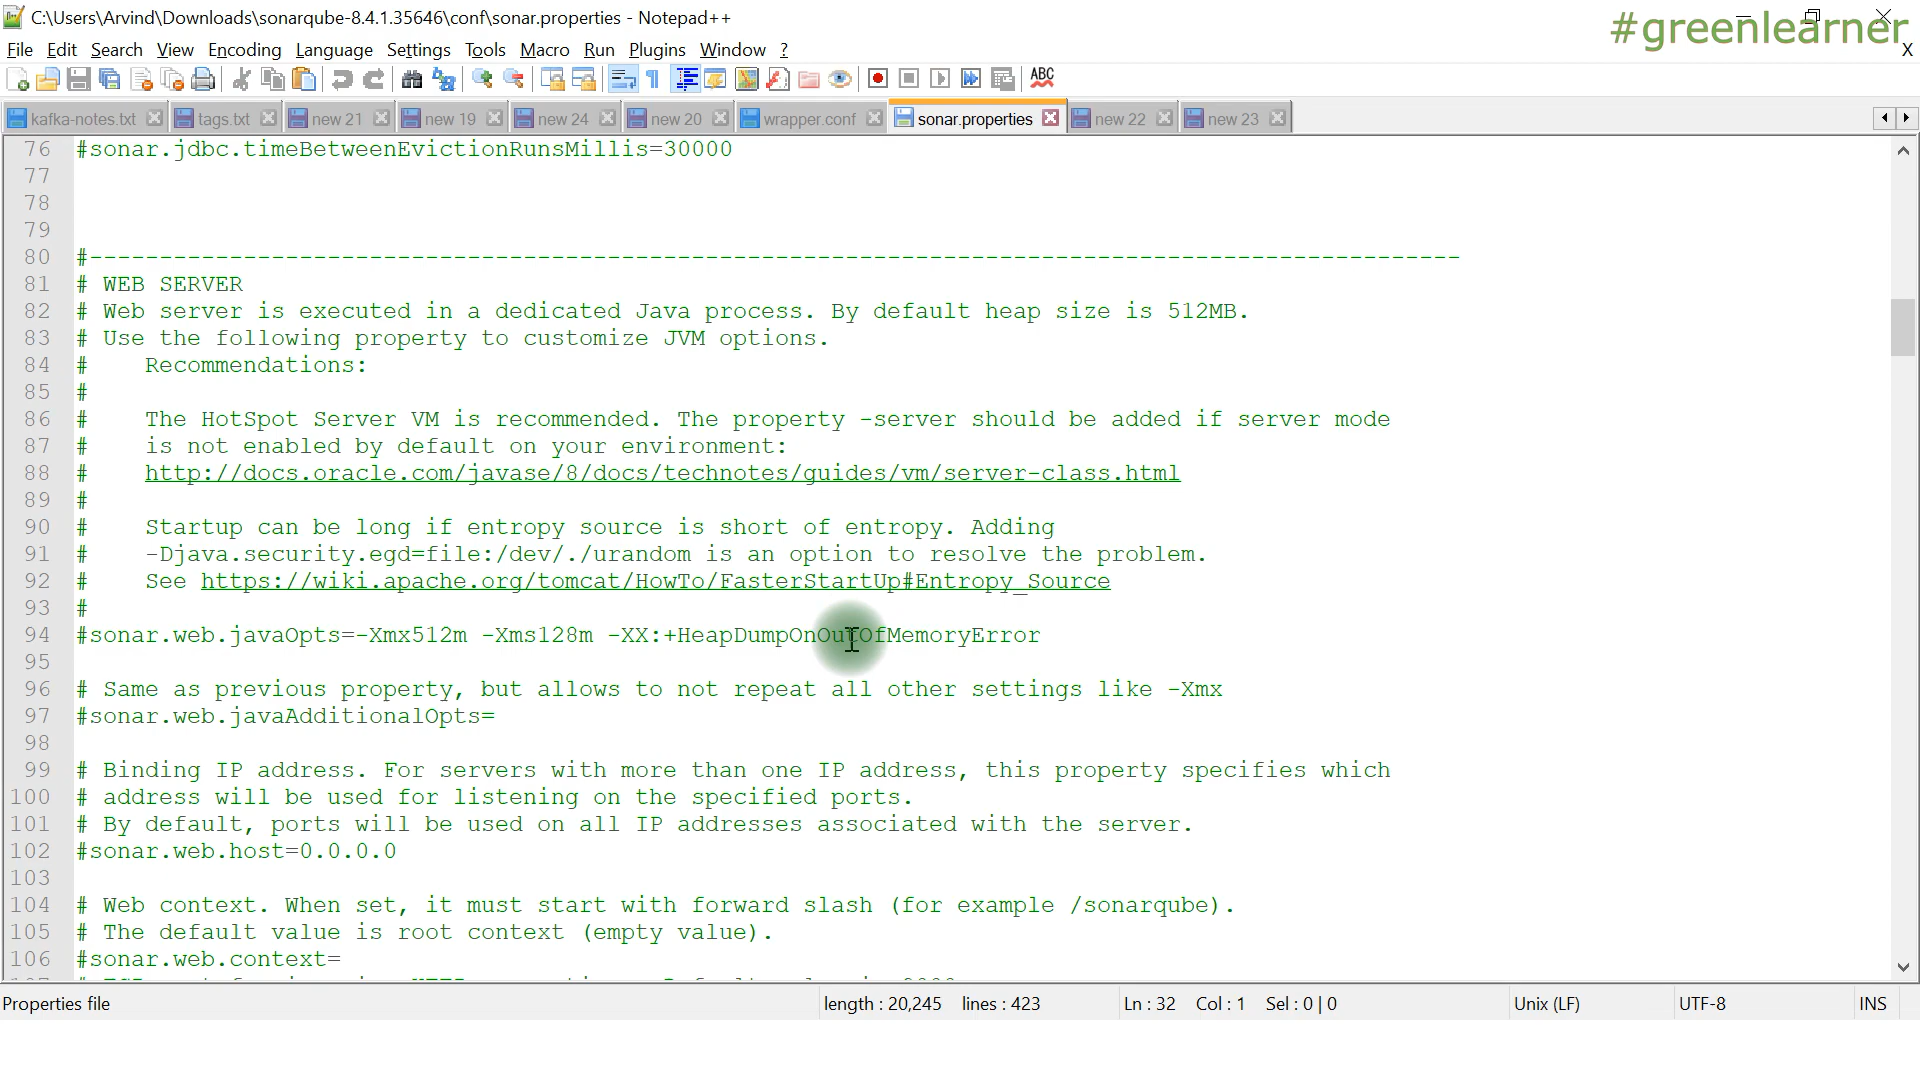 C:\Users\Arvind\Downloads\sonarqube-8.4.1.35646\conf\sonar.properties - Notepad++
#greenlearner
File Edit Search View Encoding Language Settings Tools Macro Run Plugins Window ?
X
ABC
kafka-notes.txt tags.txt new 21 new 19 new 24 new 20 wrapper.conf sonar.properties new 22 new 23
76 #sonar.jdbc.timeBetweenEvictionRunsMillis=30000
77
78
79
80 #--------------------------------------------------------------------------------------------------
81 # WEB SERVER
82 # Web server is executed in a dedicated Java process. By default heap size is 512MB.
83 # Use the following property to customize JVM options.
84 #    Recommendations:
85 #
86 #    The HotSpot Server VM is recommended. The property -server should be added if server mode
87 #    is not enabled by default on your environment:
88 #    http://docs.oracle.com/javase/8/docs/technotes/guides/vm/server-class.html
89 #
90 #    Startup can be long if entropy source is short of entropy. Adding
91 #    -Djava.security.egd=file:/dev/./urandom is an option to resolve the problem.
92 #    See https://wiki.apache.org/tomcat/HowTo/FasterStartUp#Entropy_Source
93 #
94 #sonar.web.javaOpts=-Xmx512m -Xms128m -XX:+HeapDumpOnOutOfMemoryError
95
96 # Same as previous property, but allows to not repeat all other settings like -Xmx
97 #sonar.web.javaAdditionalOpts=
98
99 # Binding IP address. For servers with more than one IP address, this property specifies which
100 # address will be used for listening on the specified ports.
101 # By default, ports will be used on all IP addresses associated with the server.
102 #sonar.web.host=0.0.0.0
103
104 # Web context. When set, it must start with forward slash (for example /sonarqube).
105 # The default value is root context (empty value).
106 #sonar.web.context=
Properties file length : 20,245 lines : 423 Ln : 32 Col : 1 Sel : 0 | 0 Unix (LF) UTF-8 INS